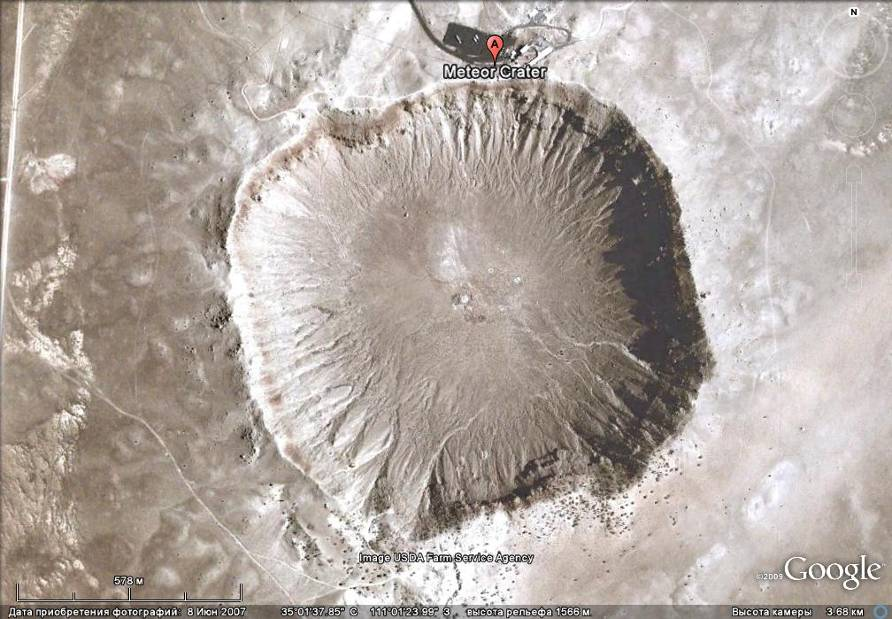 N
A
Meteor Crater
Image USDA Farm Service Agency
©2009 Google
578 м
Дата приобретения фотографий: 8 Июн 2007 35°01'37.85" С 111°01'23.99" З высота рельефа 1566 м Высота камеры 3.68 км